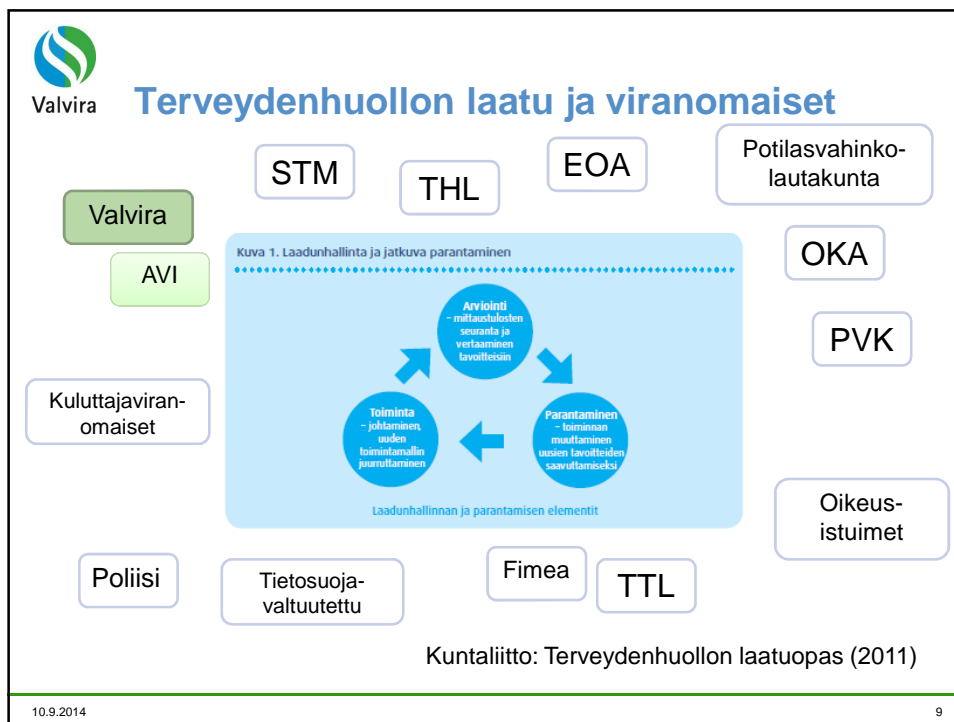 Valvira
Terveydenhuollon laatu ja viranomaiset
STM
THL
EOA
Potilasvahinko-
lautakunta
Valvira
AVI
OKA
PVK
Kuluttajaviran-
omaiset
Kuva 1. Laadunhallinta ja jatkuva parantaminen
Arviointi
– mittaustulosten
seuranta ja
vertaaminen
tavoitteisiin
Toiminta
– johtaminen,
uuden
toimintamallin
juurruttaminen
Parantaminen
– toiminnan
muuttaminen
uusien tavoitteiden
saavuttamiseksi
Laadunhallinnan ja parantamisen elementit
Oikeus-
istuimet
Poliisi
Tietosuoja-
valtuutettu
Fimea
TTL
Kuntaliitto: Terveydenhuollon laatuopas (2011)
10.9.2014
9